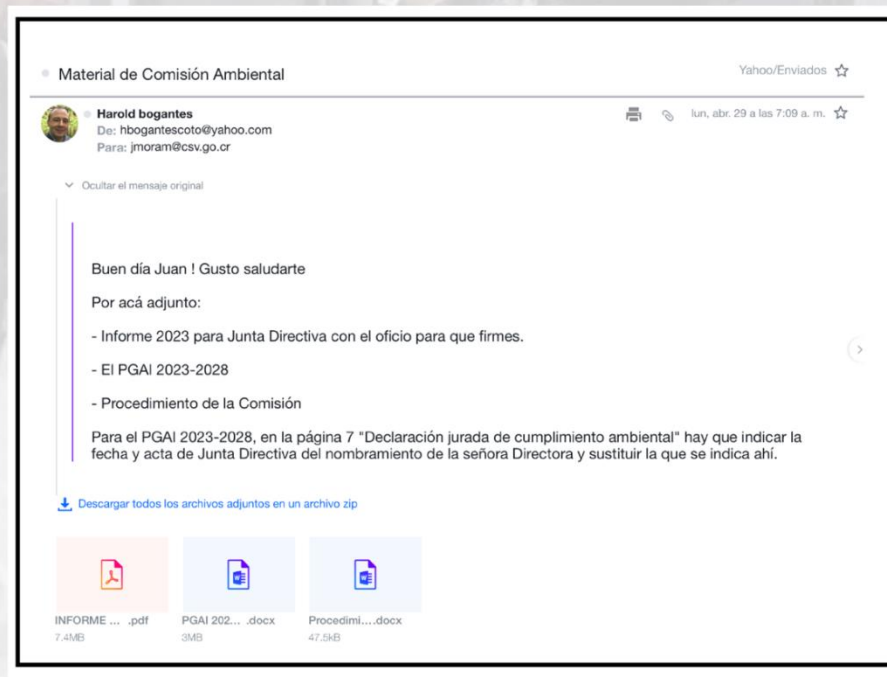 Material de Comisión Ambiental
Yahoo/Enviados
Harold bogantes
lun, abr. 29 a las 7:09 a. m.
De: hbogantescoto@yahoo.com
Para: jmoram@csv.go.cr
Ocultar el mensaje original
Buen día Juan ! Gusto saludarte
Por acá adjunto:
- Informe 2023 para Junta Directiva con el oficio para que firmes.
- El PGAI 2023-2028
- Procedimiento de la Comisión
Para el PGAI 2023-2028, en la página 7 "Declaración jurada de cumplimiento ambiental" hay que indicar la
fecha y acta de Junta Directiva del nombramiento de la señora Directora y sustituir la que se indica ahí.
Descargar todos los archivos adjuntos en un archivo zip
INFORME ... .pdf
7.4MB
PGAI 202... .docx
3MB
Procedimi....docx
47.5kB